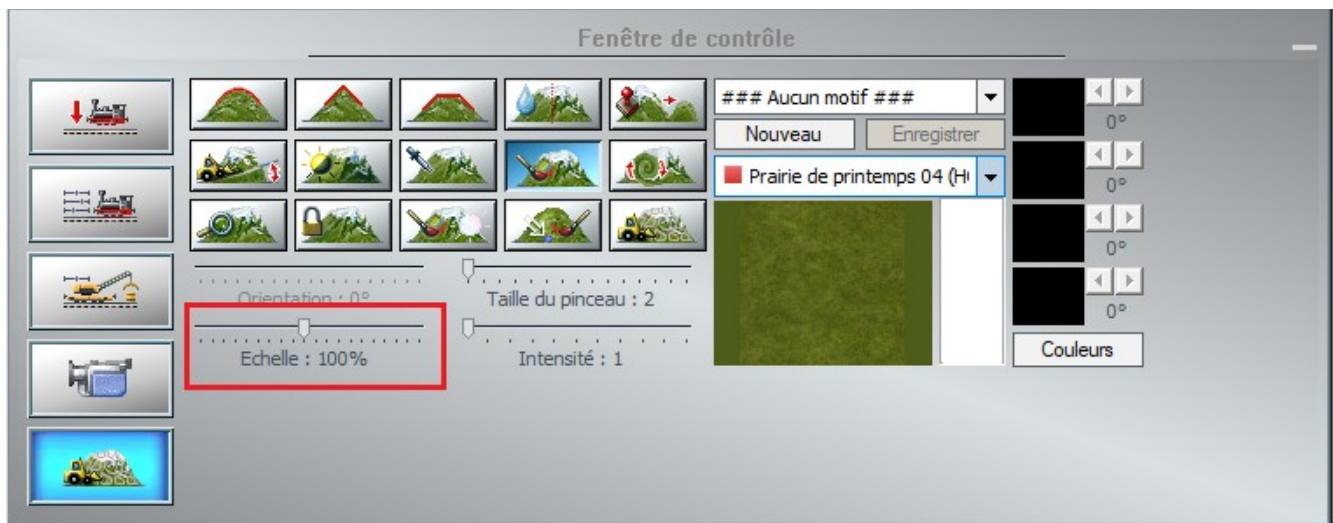 Fenêtre de contrôle
### Aucun motif ###
Nouveau Enregistrer
Prairie de printemps 04 (H
0°
0°
0°
0°
Orientation : 0° Taille du pinceau : 2
Echelle : 100% Intensité : 1
Couleurs